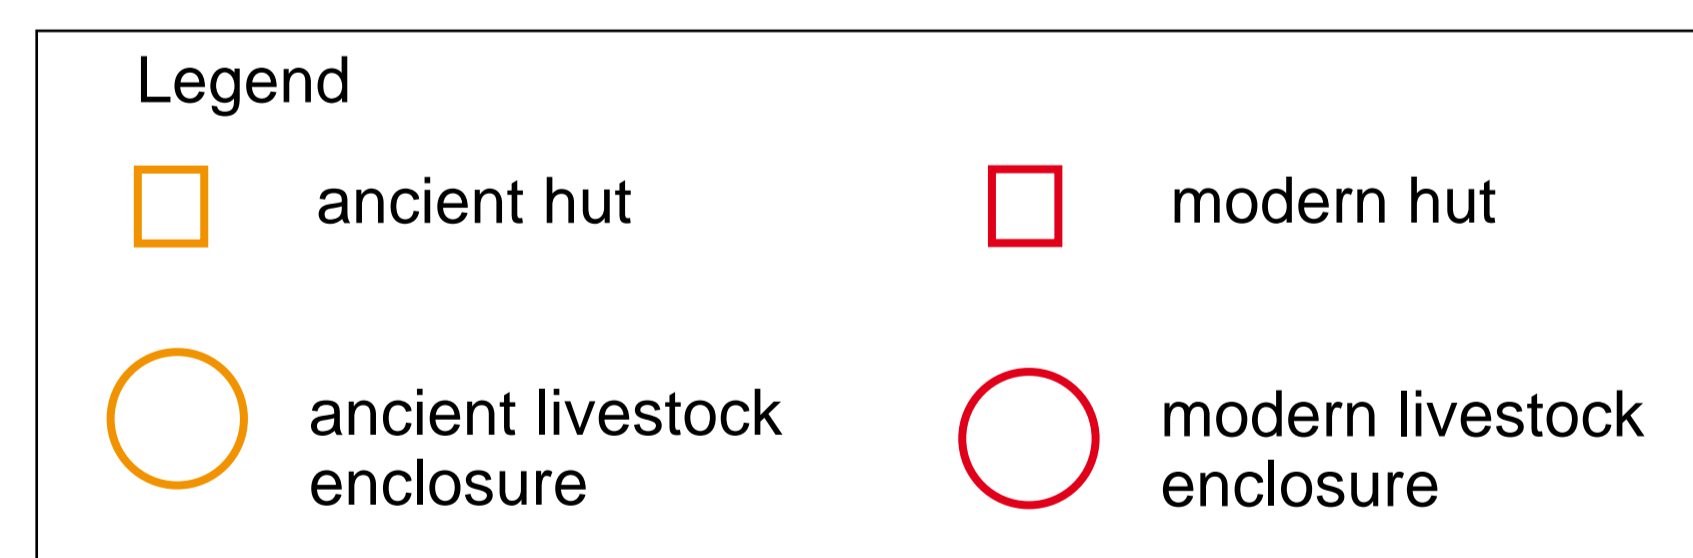 Legend
ancient hut
modern hut
ancient livestock
enclosure
modern livestock
enclosure